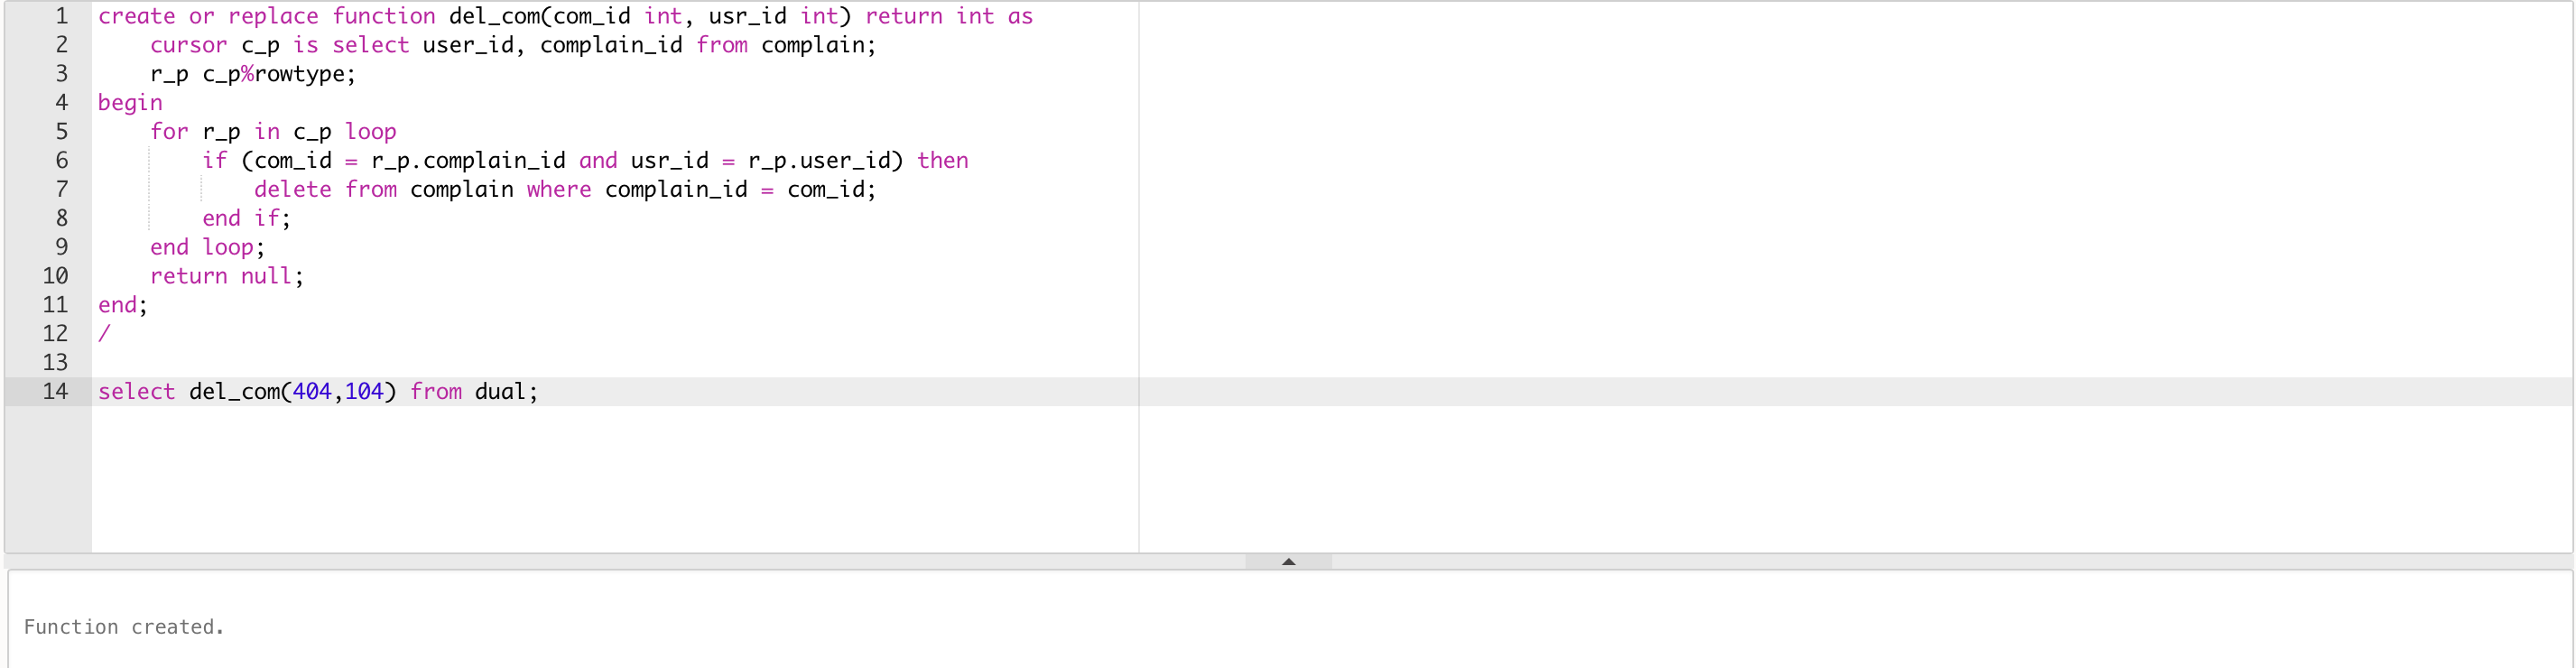 1 create or replace function del_com(com_id int, usr_id int) return int as
2     cursor c_p is select user_id, complain_id from complain;
3     r_p c_p%rowtype;
4 begin
5     for r_p in c_p loop
6         if (com_id = r_p.complain_id and usr_id = r_p.user_id) then
7             delete from complain where complain_id = com_id;
8         end if;
9     end loop;
10     return null;
11 end;
12 /
13
14 select del_com(404,104) from dual;
Function created.